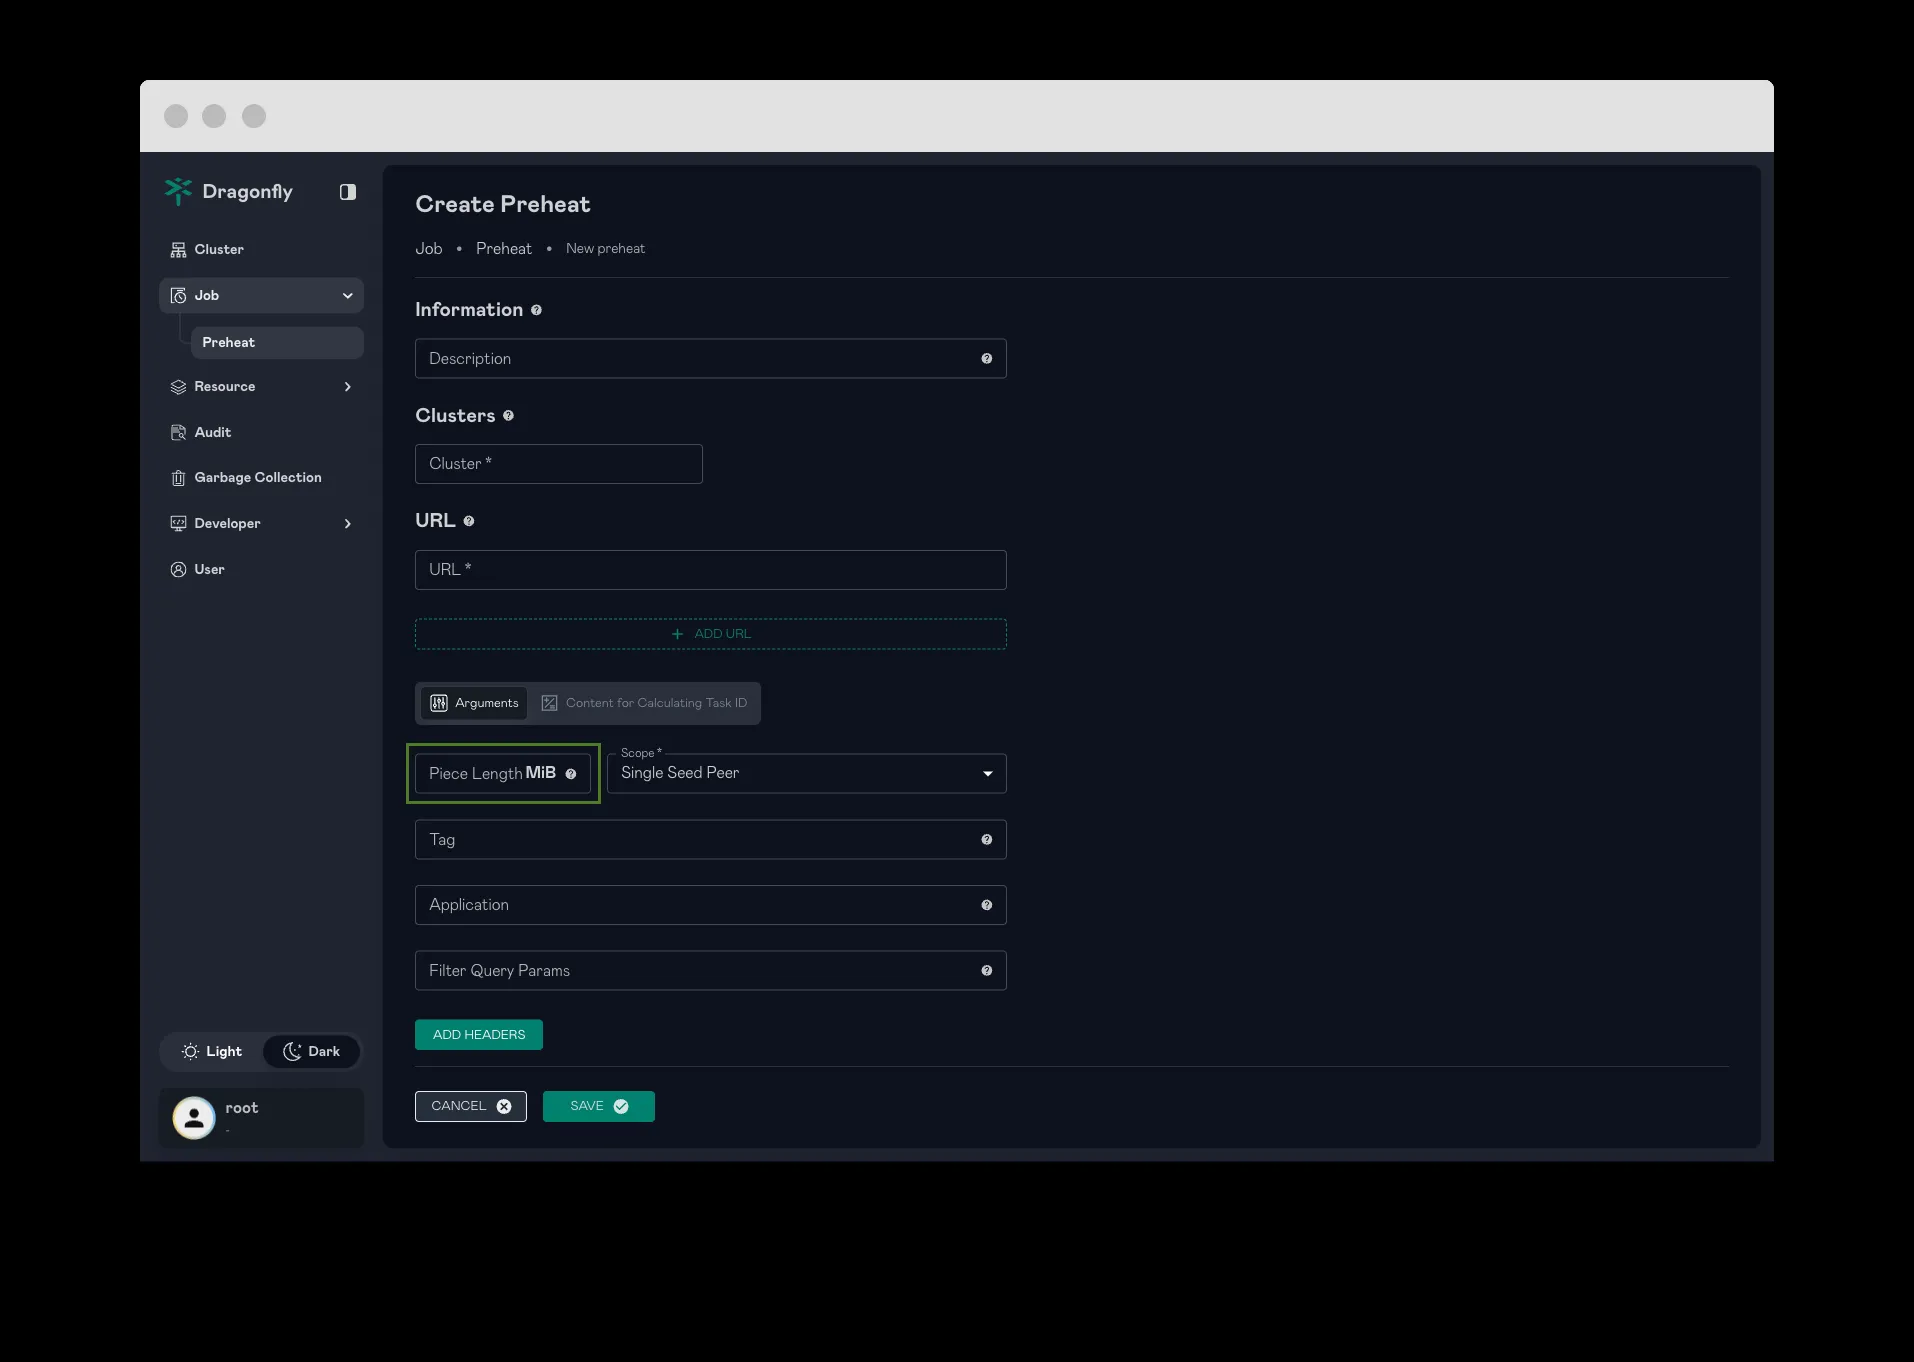 Dragonfly
Cluster
Job
Preheat
Resource
Audit
Garbage Collection
Developer
User
Light
Dark
root
-
Create Preheat
Job • Preheat • New preheat
Information
Description
Clusters
Cluster *
URL
URL *
+ ADD URL
Arguments
Content for Calculating Task ID
Piece Length MiB
Scope *
Single Seed Peer
Tag
Application
Filter Query Params
ADD HEADERS
CANCEL
SAVE